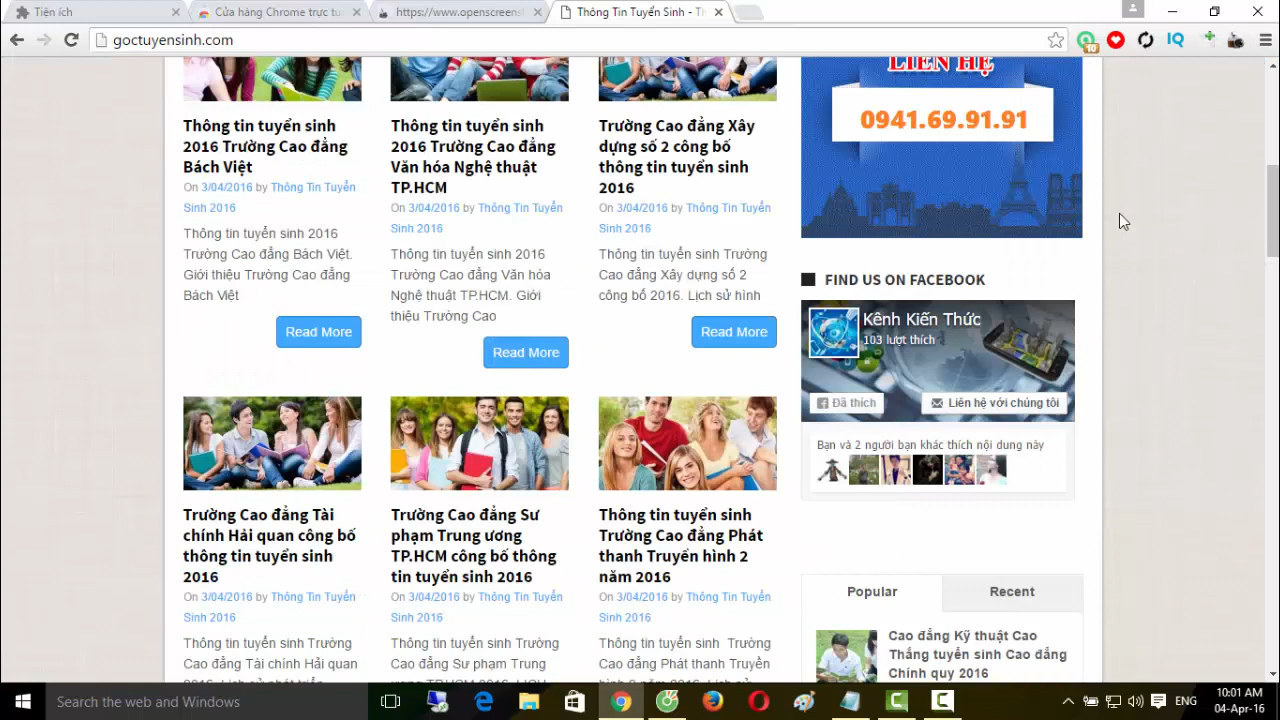 Tiện ích
Cửa hàng Chrome trực tu
https://www.openscreens
Thông Tin Tuyển Sinh - T
goctuyensinh.com
10
LIÊN HỆ
0941.69.91.91
Thông tin tuyển sinh
2016 Trường Cao đẳng
Bách Việt
On 3/04/2016 by Thông Tin Tuyển
Sinh 2016
Thông tin tuyển sinh 2016
Trường Cao đẳng Bách Việt.
Giới thiệu Trường Cao đẳng
Bách Việt
Read More
Thông tin tuyển sinh
2016 Trường Cao đẳng
Văn hóa Nghệ thuật
TP.HCM
On 3/04/2016 by Thông Tin Tuyển
Sinh 2016
Thông tin tuyển sinh 2016
Trường Cao đẳng Văn hóa
Nghệ thuật TP.HCM. Giới
thiệu Trường Cao
Read More
Trường Cao đẳng Xây
dựng số 2 công bố
thông tin tuyển sinh
2016
On 3/04/2016 by Thông Tin Tuyển
Sinh 2016
Thông tin tuyển sinh Trường
Cao đẳng Xây dựng số 2
công bố 2016. Lịch sử hình
Read More
FIND US ON FACEBOOK
Kênh Kiến Thức
103 lượt thích
Đã thích
Liên hệ với chúng tôi
Bạn và 2 người bạn khác thích nội dung này
Trường Cao đẳng Tài
chính Hải quan công bố
thông tin tuyển sinh
2016
On 3/04/2016 by Thông Tin Tuyển
Sinh 2016
Thông tin tuyển sinh Trường
Cao đẳng Tài chính Hải quan
Trường Cao đẳng Sư
phạm Trung ương
TP.HCM công bố thông
tin tuyển sinh 2016
On 3/04/2016 by Thông Tin Tuyển
Sinh 2016
Thông tin tuyển sinh Trường
Cao đẳng Sư phạm Trung
Thông tin tuyển sinh
Trường Cao đẳng Phát
thanh Truyền hình 2
năm 2016
On 3/04/2016 by Thông Tin Tuyển
Sinh 2016
Thông tin tuyển sinh Trường
Cao đẳng Phát thanh Truyền
Popular
Recent
Cao đẳng Kỹ thuật Cao
Thắng tuyển sinh Cao đẳng
Chính quy 2016
Search the web and Windows
ENG
10:01 AM
04-Apr-16